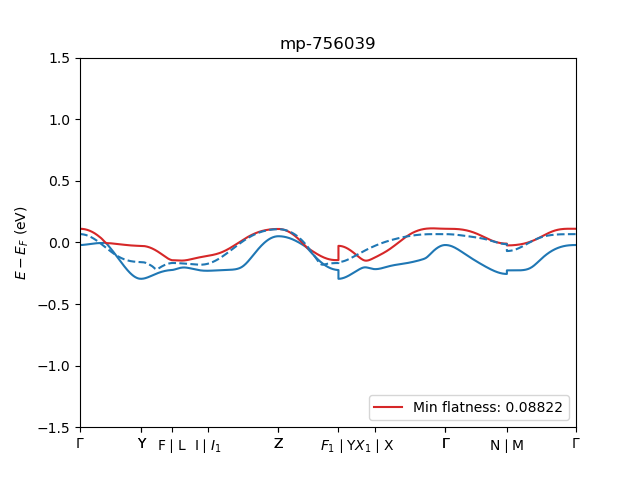 mp-756039
E − E_F (eV)
1.5
1.0
0.5
0.0
−0.5
−1.0
−1.5
Min flatness: 0.08822
Γ Y F | L I | I₁ Z F₁ | Y X₁ | X Γ N | M Γ